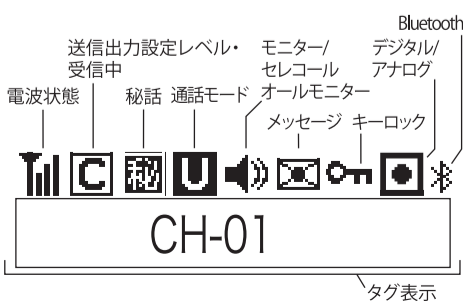 Bluetooth
送信出力設定レベル・
受信中
モニター/
セレコール
オールモニター
デジタル/
アナログ
電波状態
秘話
通話モード
メッセージ
キーロック
C
秘
U
CH-01
タグ表示